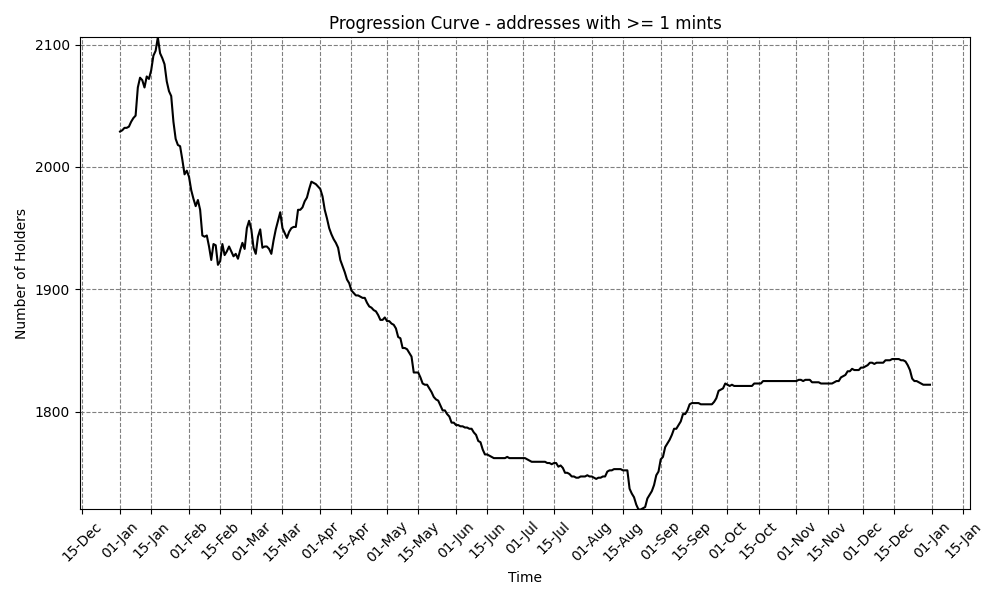 Progression Curve - addresses with >= 1 mints
Number of Holders
2100
2000
1900
1800
15-Dec
01-Jan
15-Jan
01-Feb
15-Feb
01-Mar
15-Mar
01-Apr
15-Apr
01-May
15-May
01-Jun
15-Jun
01-Jul
15-Jul
01-Aug
15-Aug
01-Sep
15-Sep
01-Oct
15-Oct
01-Nov
15-Nov
01-Dec
15-Dec
01-Jan
15-Jan
Time